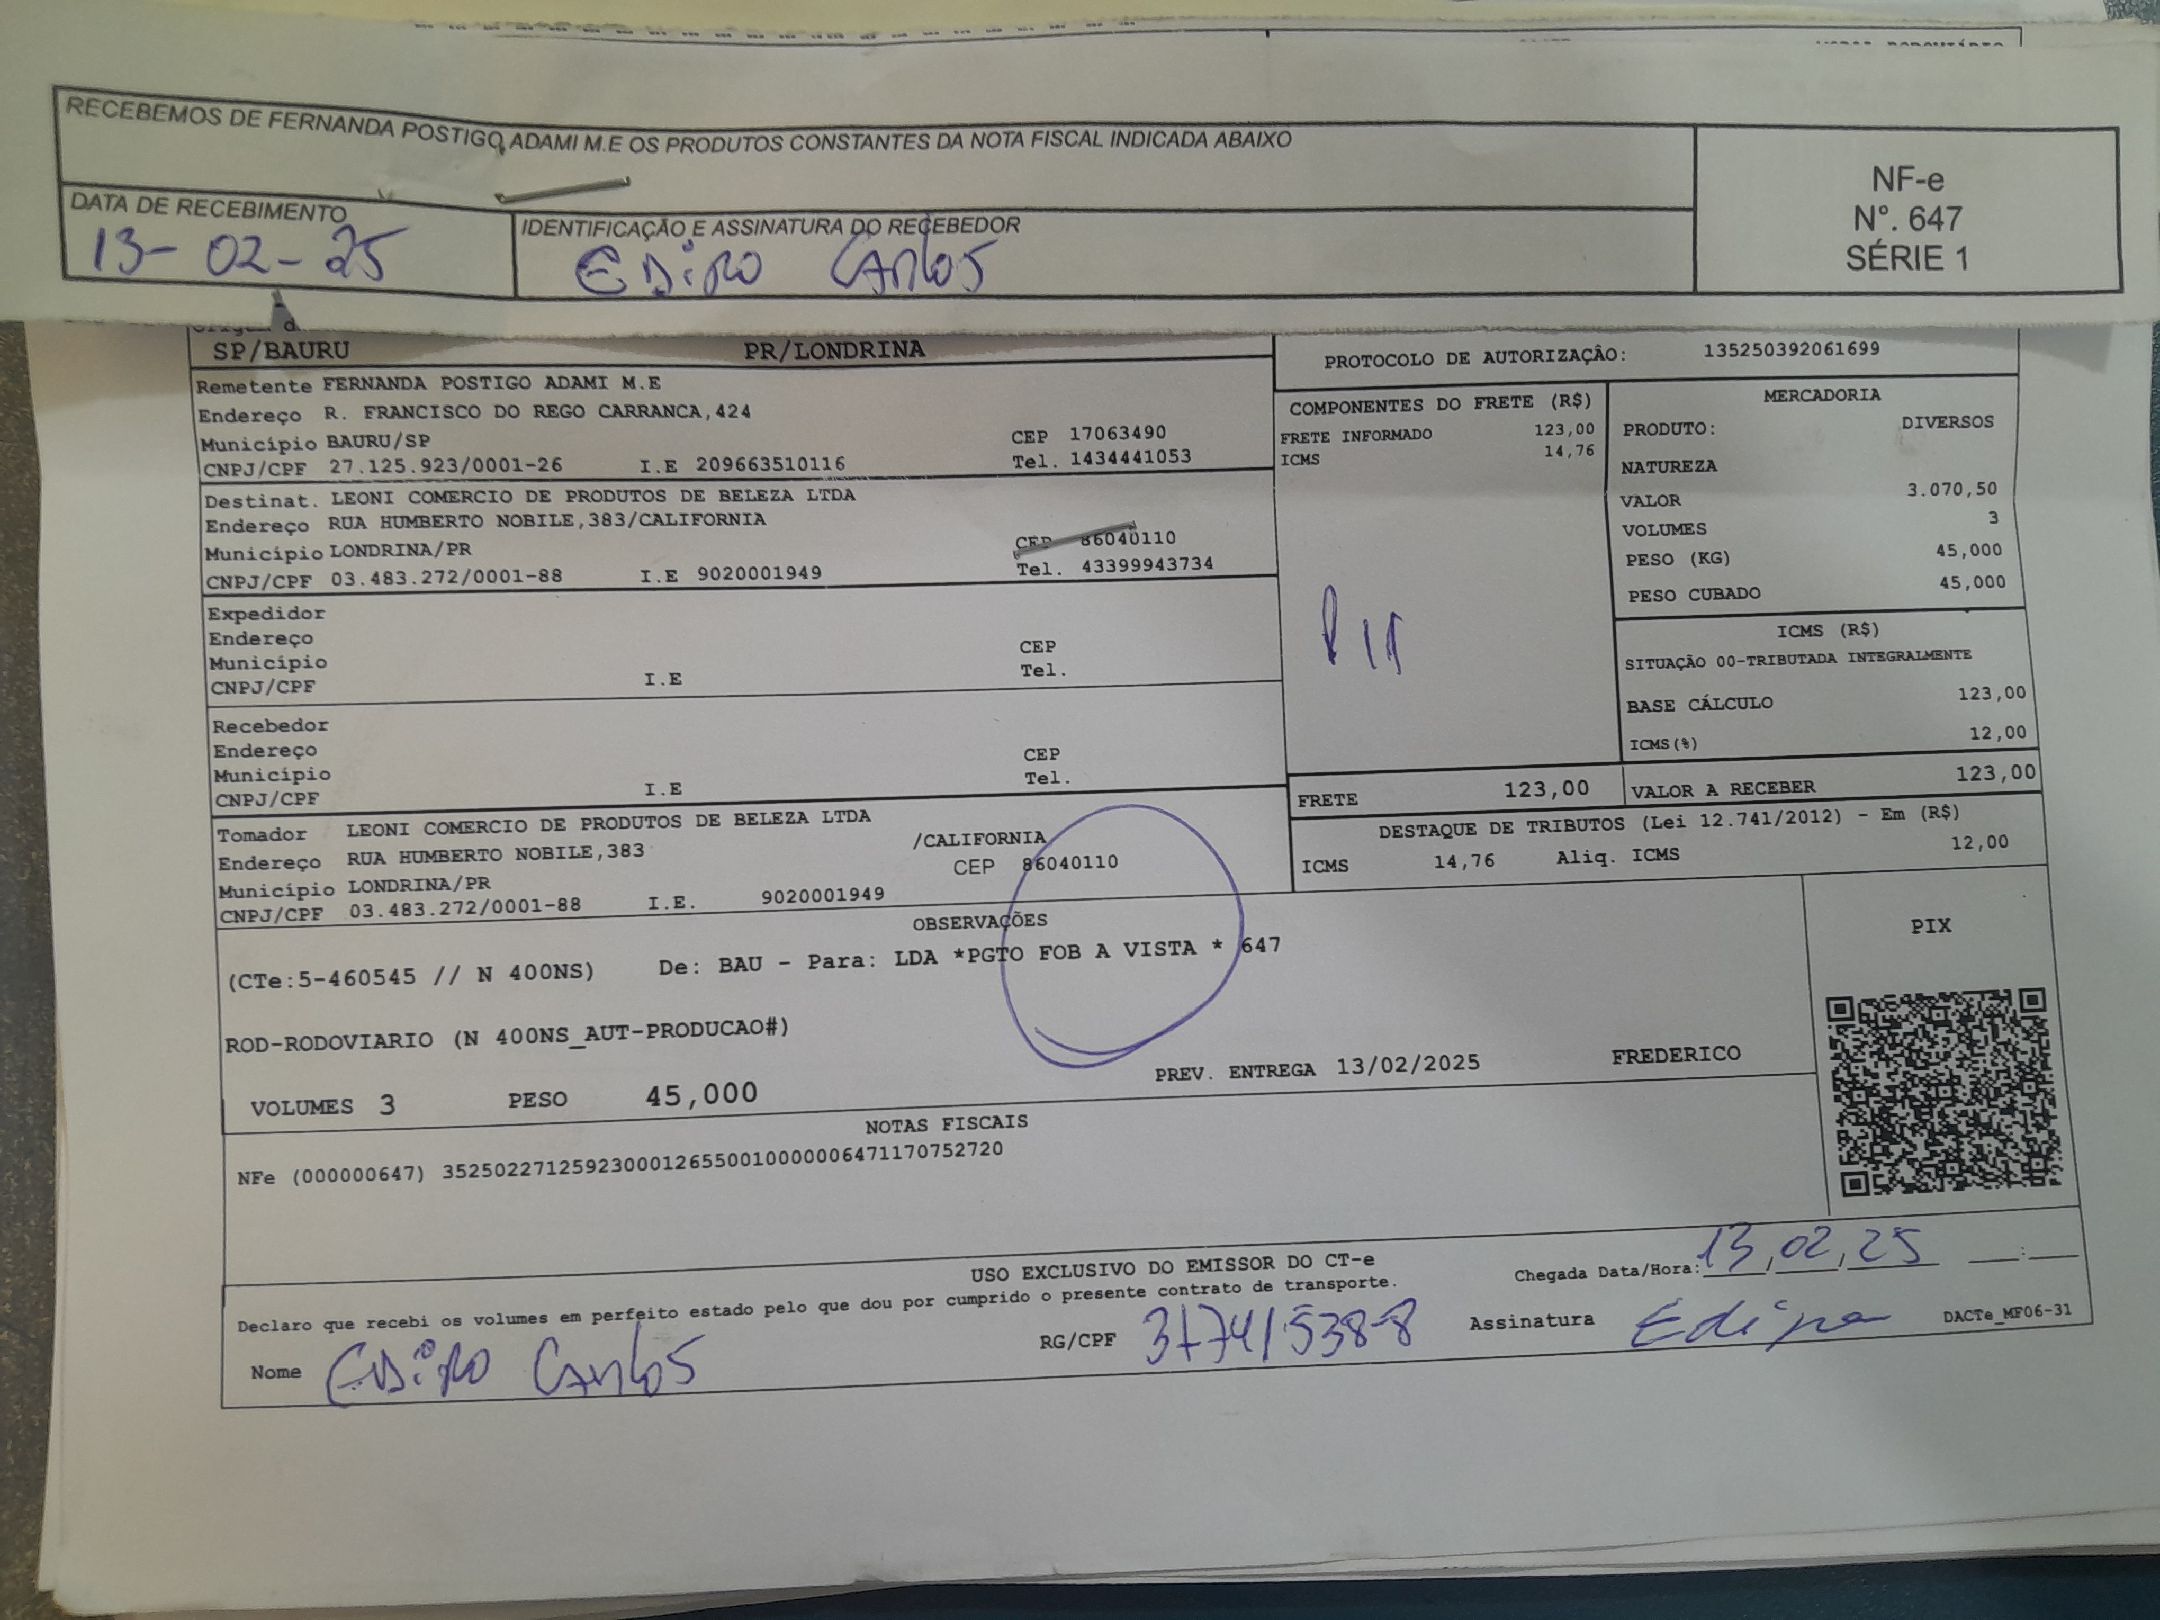 RECEBEMOS DE FERNANDA POSTIGO ADAMI M.E OS PRODUTOS CONSTANTES DA NOTA FISCAL INDICADA ABAIXO
DATA DE RECEBIMENTO
13-02-25
IDENTIFICAÇÃO E ASSINATURA DO RECEBEDOR
Carlos
NF-e
Nº. 647
SÉRIE 1
SP/BAURU PR/LONDRINA
PROTOCOLO DE AUTORIZAÇÃO: 135250392061699
Remetente FERNANDA POSTIGO ADAMI M.E
Endereço R. FRANCISCO DO REGO CARRANCA,424
Município BAURU/SP CEP 17063490
CNPJ/CPF 27.125.923/0001-26 I.E 209663510116 Tel. 1434441053
Destinat. LEONI COMERCIO DE PRODUTOS DE BELEZA LTDA
Endereço RUA HUMBERTO NOBILE,383/CALIFORNIA
Município LONDRINA/PR CEP 86040110
CNPJ/CPF 03.483.272/0001-88 I.E 9020001949 Tel. 43399943734
Expedidor
Endereço
Município CEP
CNPJ/CPF I.E Tel.
Recebedor
Endereço
Município CEP
CNPJ/CPF I.E Tel.
Tomador LEONI COMERCIO DE PRODUTOS DE BELEZA LTDA
Endereço RUA HUMBERTO NOBILE,383 /CALIFORNIA
Município LONDRINA/PR CEP 86040110
CNPJ/CPF 03.483.272/0001-88 I.E. 9020001949
COMPONENTES DO FRETE (R$)
FRETE INFORMADO 123,00
ICMS 14,76
MERCADORIA
PRODUTO: DIVERSOS
NATUREZA
VALOR 3.070,50
VOLUMES 3
PESO (KG) 45,000
PESO CUBADO 45,000
ICMS (R$)
SITUAÇÃO 00-TRIBUTADA INTEGRALMENTE
BASE CÁLCULO 123,00
ICMS(%) 12,00
FRETE 123,00 VALOR A RECEBER 123,00
DESTAQUE DE TRIBUTOS (Lei 12.741/2012) - Em (R$)
ICMS 14,76 Aliq. ICMS 12,00
OBSERVAÇÕES
(CTe:5-460545 // N 400NS) De: BAU - Para: LDA *PGTO FOB A VISTA * 647
ROD-RODOVIARIO (N 400NS_AUT-PRODUCAO#)
PREV. ENTREGA 13/02/2025 FREDERICO
VOLUMES 3 PESO 45,000
PIX
NOTAS FISCAIS
NFe (000000647) 35250227125923000126550010000006471170752720
USO EXCLUSIVO DO EMISSOR DO CT-e
Declaro que recebi os volumes em perfeito estado pelo que dou por cumprido o presente contrato de transporte.
Chegada Data/Hora: 13,02,25 __:__
Nome Carlos RG/CPF Assinatura DACTe_MF06-31